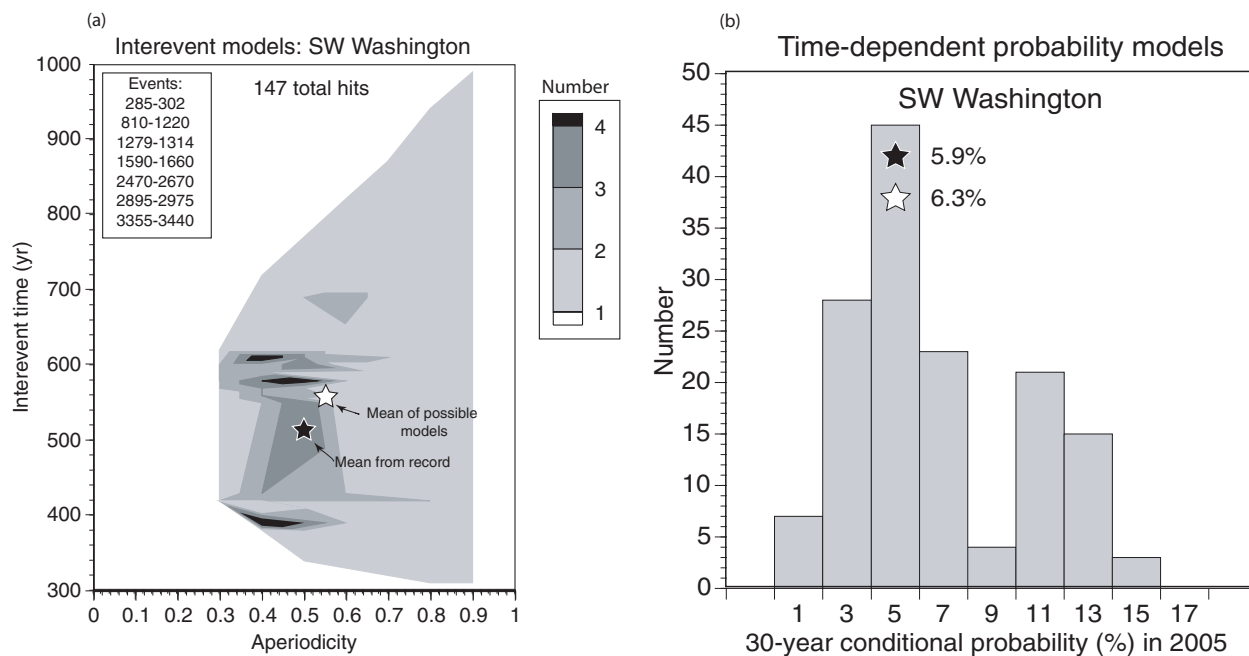 (a)
Interevent models: SW Washington
1000
900
800
700
600
500
400
300
Interevent time (yr)
Events:
285-302
810-1220
1279-1314
1590-1660
2470-2670
2895-2975
3355-3440
147 total hits
Mean of possible
models
Mean from record
0 0.1 0.2 0.3 0.4 0.5 0.6 0.7 0.8 0.9 1
Aperiodicity
Number
4
3
2
1
(b)
Time-dependent probability models
50
45
40
35
30
25
20
15
10
5
0
Number
SW Washington
5.9%
6.3%
1 3 5 7 9 11 13 15 17
30-year conditional probability (%) in 2005